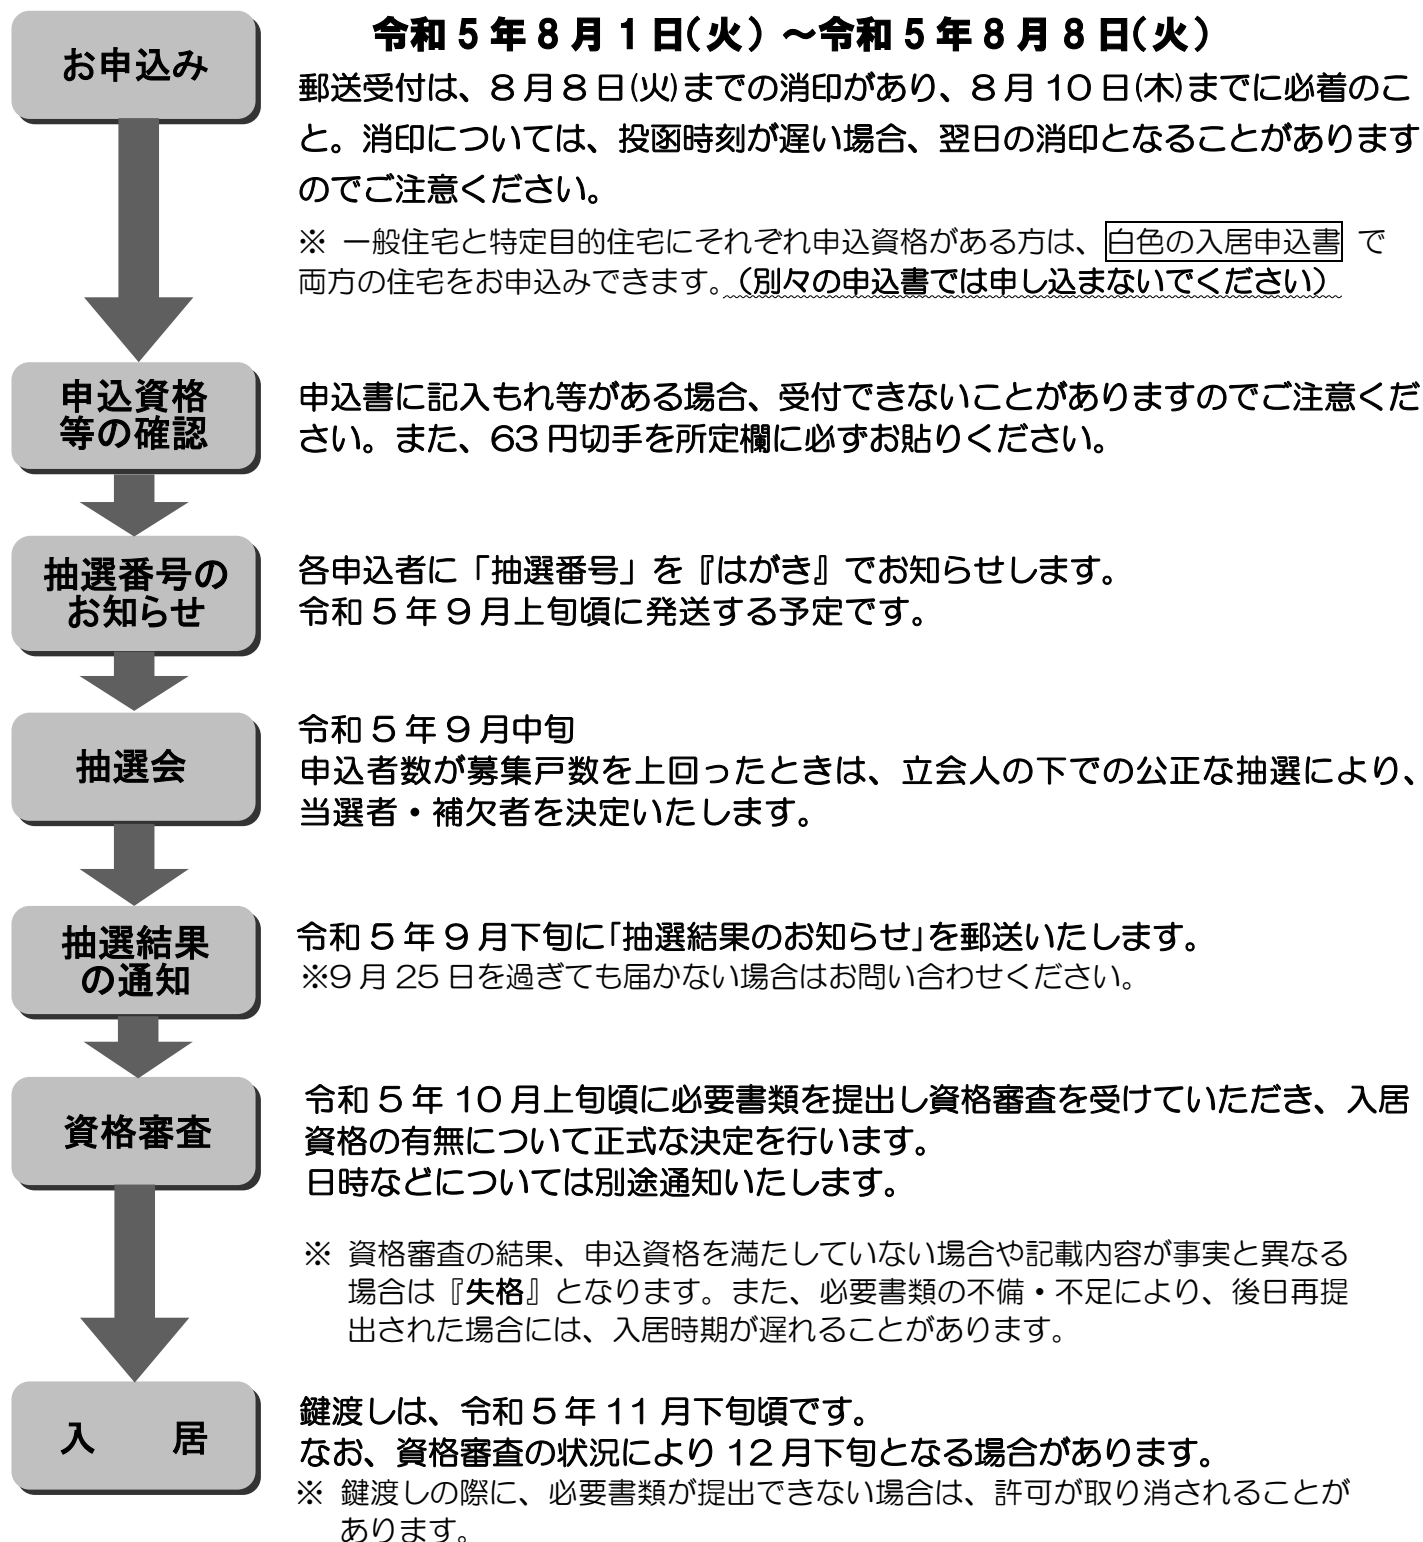 お申込み
令和５年８月１日(火)～令和５年８月８日(火)
郵送受付は、８月８日(火)までの消印があり、８月 10 日(木)までに必着のこ
と。消印については、投函時刻が遅い場合、翌日の消印となることがあります
のでご注意ください。
※ 一般住宅と特定目的住宅にそれぞれ申込資格がある方は、白色の入居申込書 で
両方の住宅をお申込みできます。（別々の申込書では申し込まないでください）
申込資格
等の確認
申込書に記入もれ等がある場合、受付できないことがありますのでご注意くだ
さい。また、63 円切手を所定欄に必ずお貼りください。
抽選番号の
お知らせ
各申込者に「抽選番号」を『はがき』でお知らせします。
令和５年９月上旬頃に発送する予定です。
抽選会
令和５年９月中旬
申込者数が募集戸数を上回ったときは、立会人の下での公正な抽選により、
当選者・補欠者を決定いたします。
抽選結果
の通知
令和５年９月下旬に「抽選結果のお知らせ」を郵送いたします。
※9 月 25 日を過ぎても届かない場合はお問い合わせください。
資格審査
令和５年 10 月上旬頃に必要書類を提出し資格審査を受けていただき、入居
資格の有無について正式な決定を行います。
日時などについては別途通知いたします。
※ 資格審査の結果、申込資格を満たしていない場合や記載内容が事実と異なる
場合は『失格』となります。また、必要書類の不備・不足により、後日再提
出された場合には、入居時期が遅れることがあります。
入　居
鍵渡しは、令和５年 11 月下旬頃です。
なお、資格審査の状況により 12 月下旬となる場合があります。
※ 鍵渡しの際に、必要書類が提出できない場合は、許可が取り消されることが
あります。